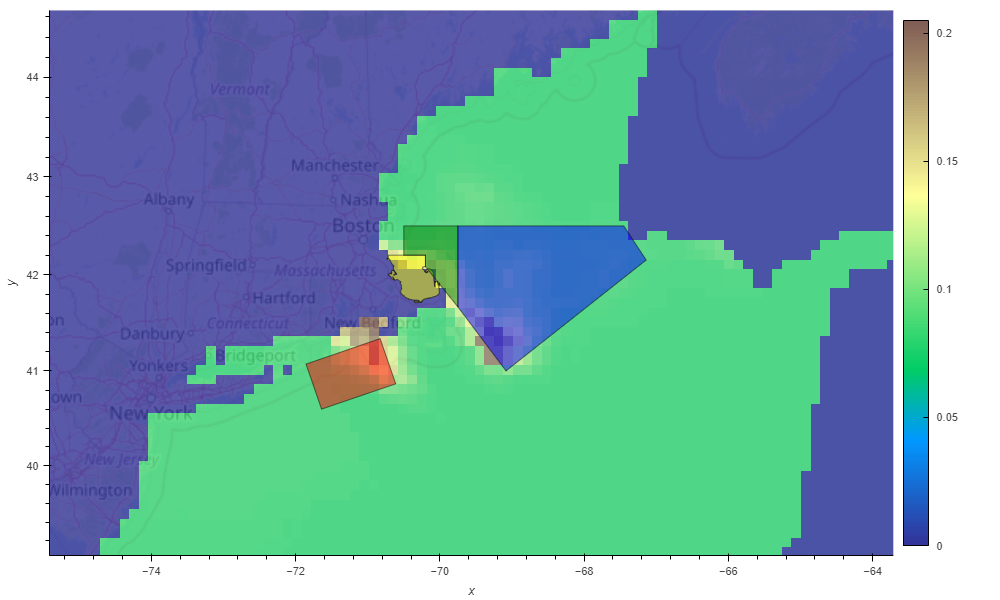 44
43
42
41
40
y
Vermont
Manchester
Albany
Nashua
Boston
Springfield
Massachusetts
Hartford
Connecticut
New Bedford
on
Danbury
Bridgeport
Yonkers
own
New York
New Jersey
Wilmington
−74
−72
−70
−68
−66
−64
x
0.2
0.15
0.1
0.05
0